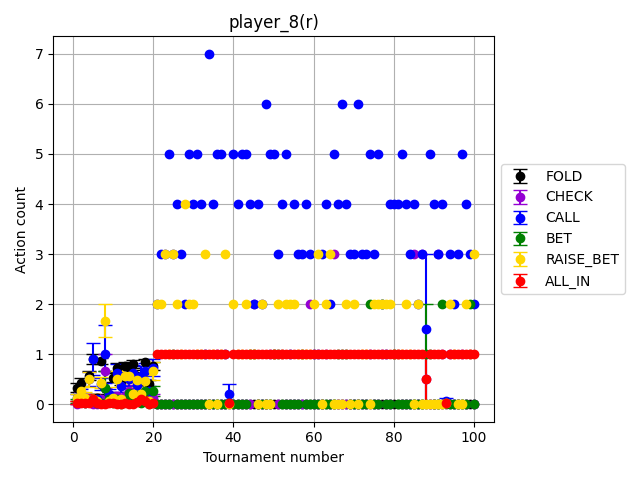 player_8(r)
7
6
5
4
3
2
1
0
Action count
0
20
40
60
80
100
Tournament number
FOLD
CHECK
CALL
BET
RAISE_BET
ALL_IN